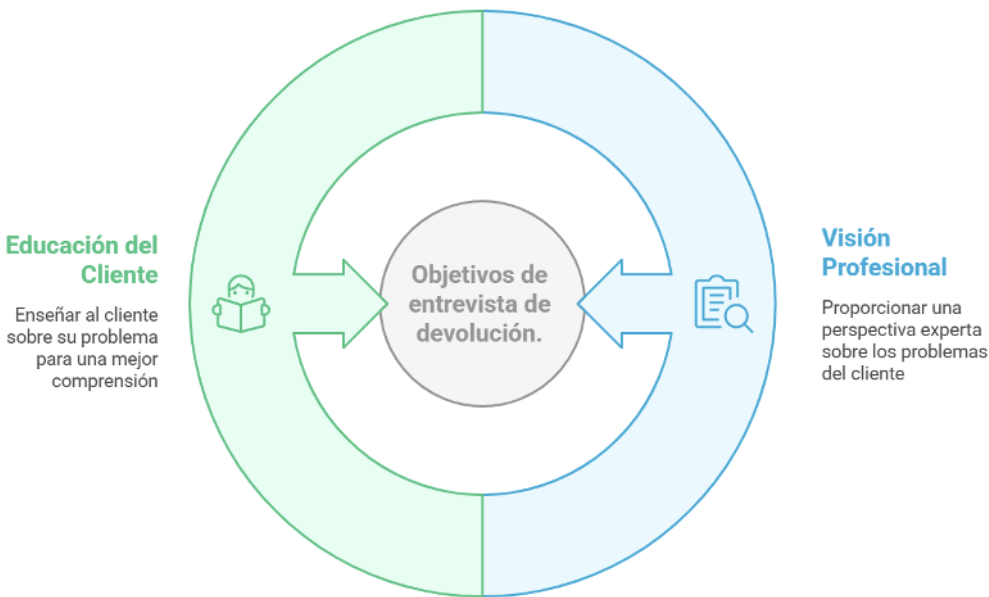 Educación del
Cliente
Enseñar al cliente
sobre su problema
para una mejor
comprensión
Objetivos de
entrevista de
devolución.
Visión
Profesional
Proporcionar una
perspectiva experta
sobre los problemas
del cliente